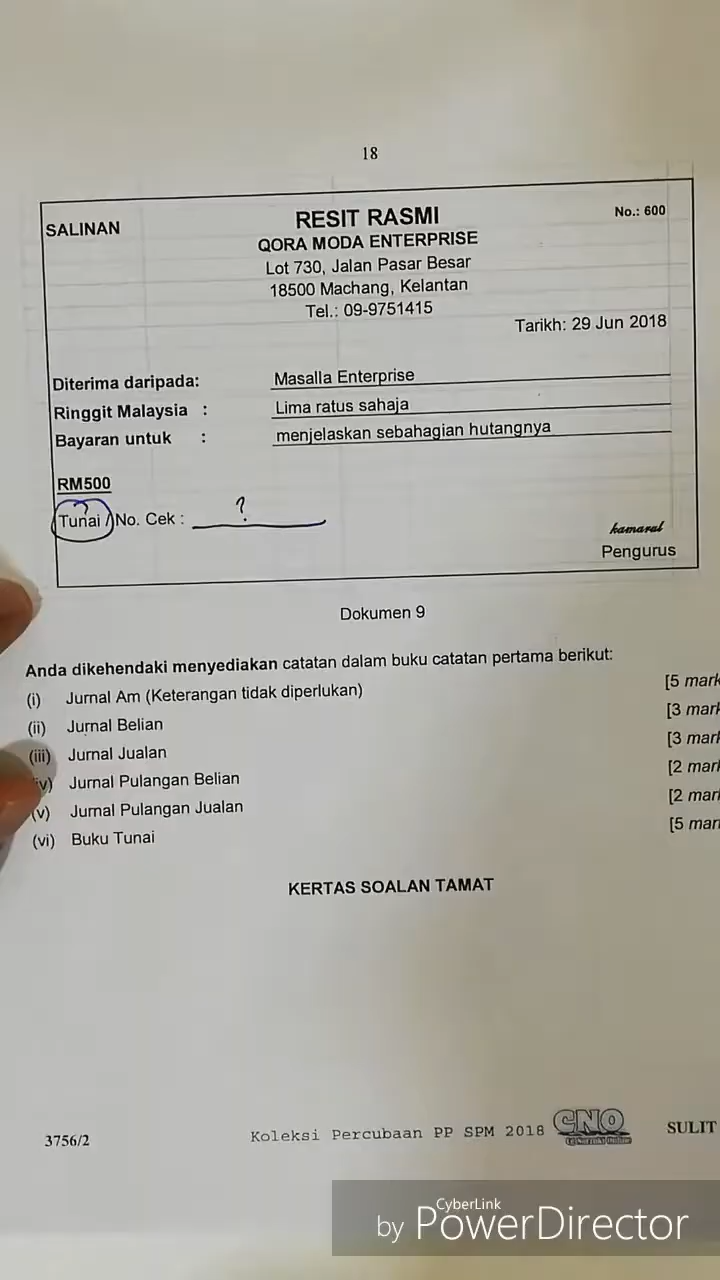 18
SALINAN
RESIT RASMI
No.: 600
QORA MODA ENTERPRISE
Lot 730, Jalan Pasar Besar
18500 Machang, Kelantan
Tel.: 09-9751415
Tarikh: 29 Jun 2018
Diterima daripada: Masalla Enterprise
Ringgit Malaysia : Lima ratus sahaja
Bayaran untuk : menjelaskan sebahagian hutangnya
RM500
?
Tunai / No. Cek :
kamaral
Pengurus
Dokumen 9
Anda dikehendaki menyediakan catatan dalam buku catatan pertama berikut:
(i) Jurnal Am (Keterangan tidak diperlukan) [5 mark
(ii) Jurnal Belian [3 mark
(iii) Jurnal Jualan [3 mark
iv) Jurnal Pulangan Belian [2 mark
(v) Jurnal Pulangan Jualan [2 mar
(vi) Buku Tunai [5 mar
KERTAS SOALAN TAMAT
3756/2
Koleksi Percubaan PP SPM 2018
CNO
SULIT
CyberLink
by PowerDirector